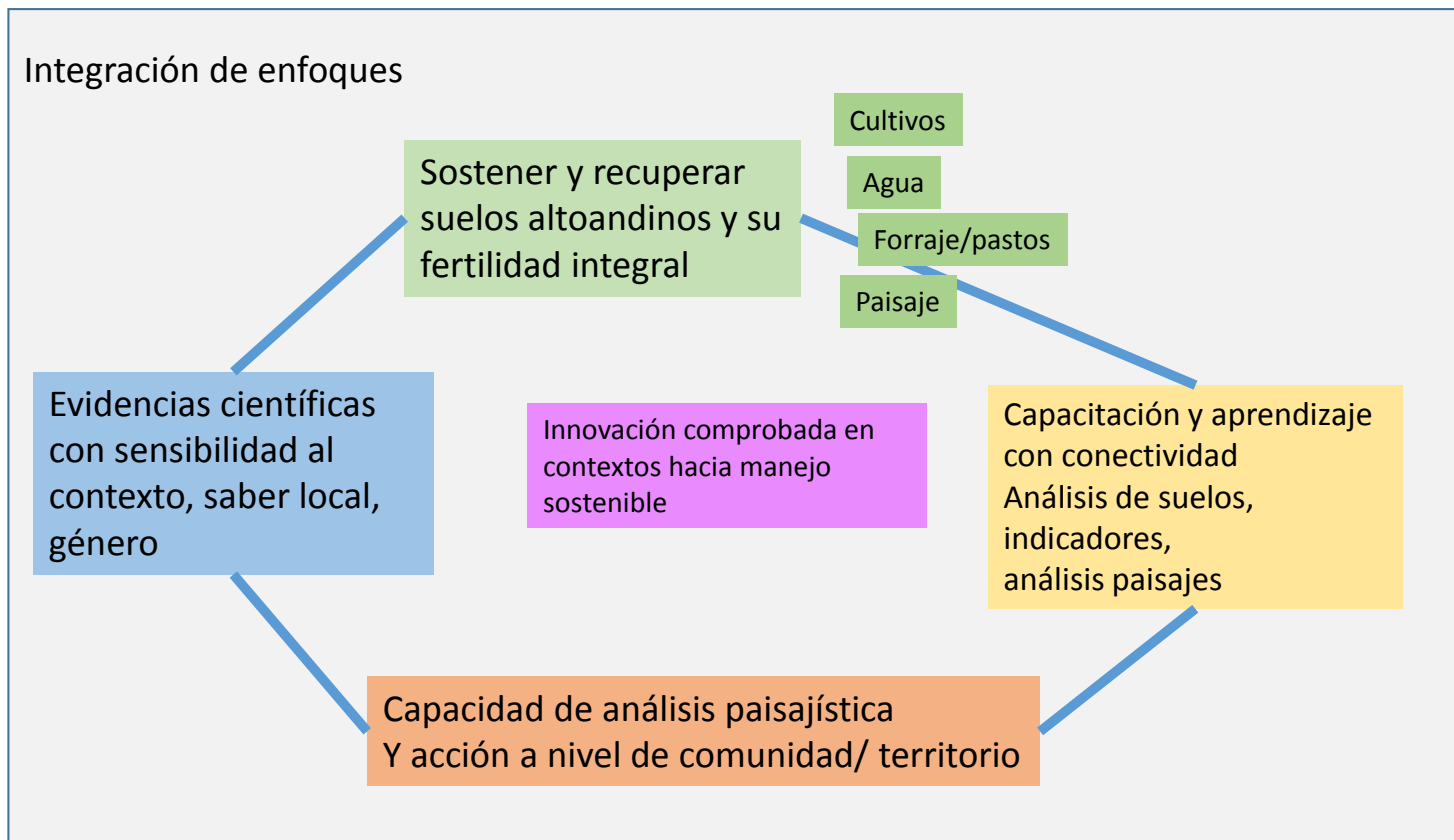 Integración de enfoques
Cultivos
Sostener y recuperar
suelos altoandinos y su
fertilidad integral
Agua
Forraje/pastos
Paisaje
Evidencias científicas
con sensibilidad al
contexto, saber local,
género
Innovación comprobada en
contextos hacia manejo
sostenible
Capacitación y aprendizaje
con conectividad
Análisis de suelos,
indicadores,
análisis paisajes
Capacidad de análisis paisajística
Y acción a nivel de comunidad/ territorio